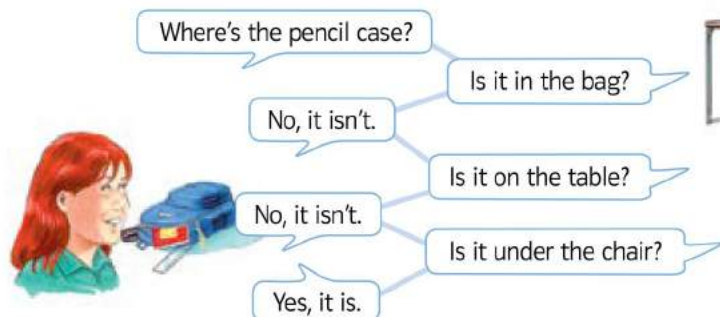 Where's the pencil case?
Is it in the bag?
No, it isn't.
Is it on the table?
No, it isn't.
Is it under the chair?
Yes, it is.